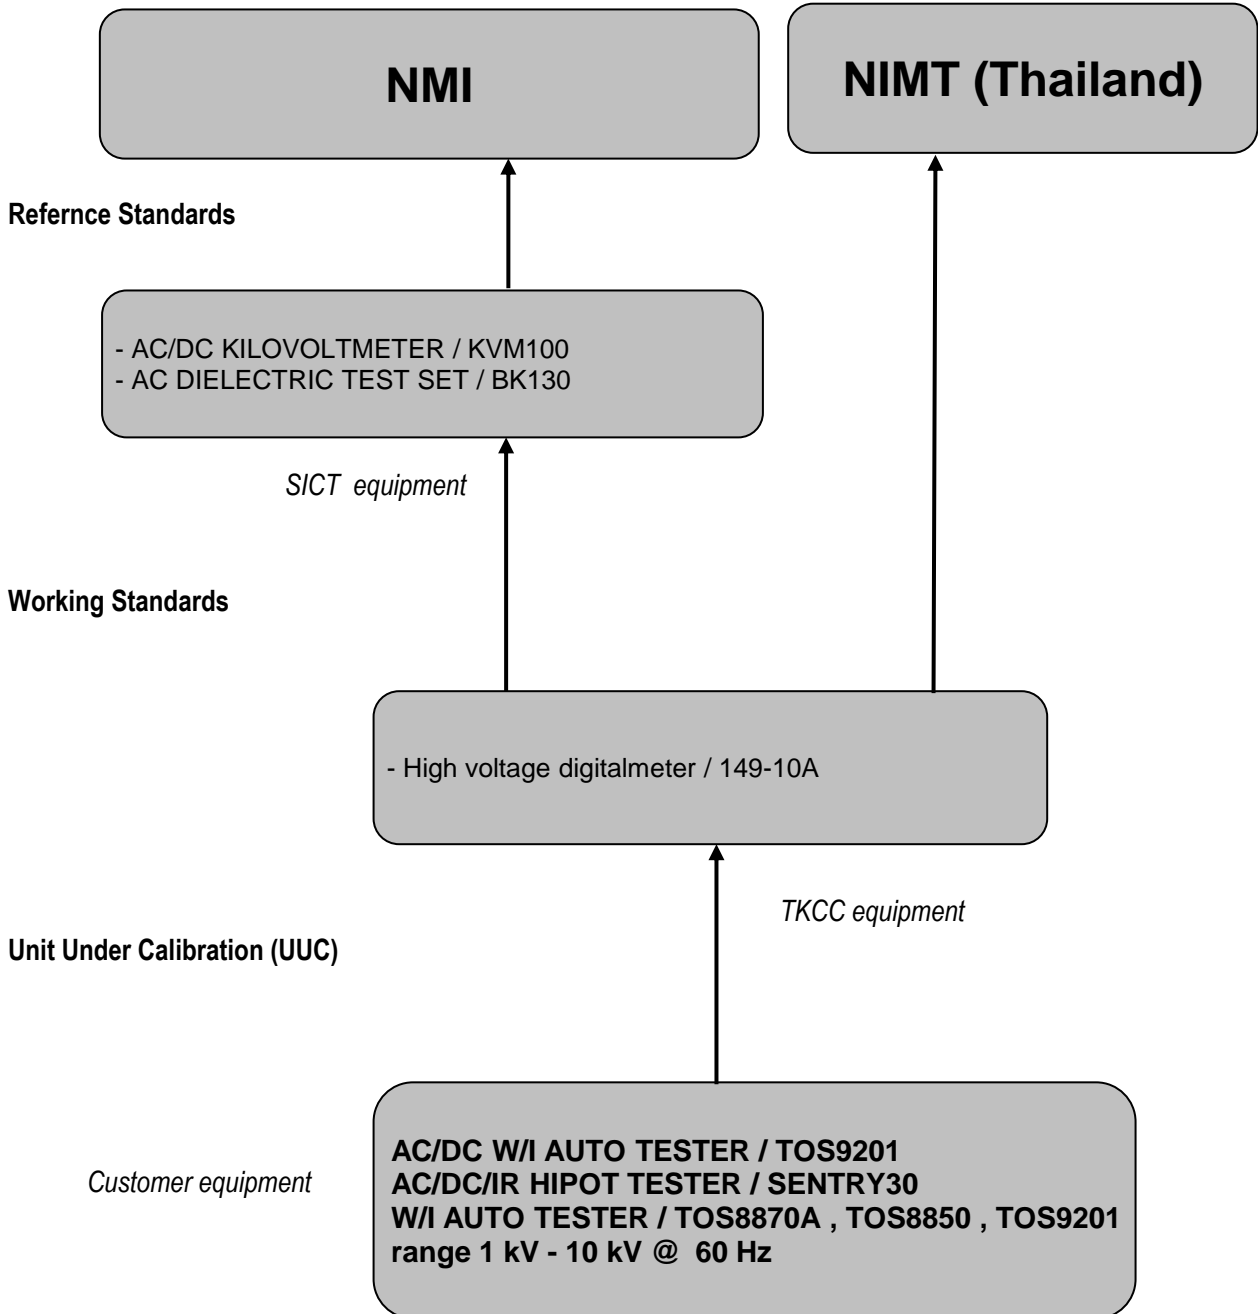 NMI
NIMT (Thailand)
Refernce Standards
- AC/DC KILOVOLTMETER / KVM100
- AC DIELECTRIC TEST SET / BK130
SICT equipment
Working Standards
- High voltage digitalmeter / 149-10A
TKCC equipment
Unit Under Calibration (UUC)
Customer equipment
AC/DC W/I AUTO TESTER / TOS9201
AC/DC/IR HIPOT TESTER / SENTRY30
W/I AUTO TESTER / TOS8870A , TOS8850 , TOS9201
range 1 kV - 10 kV @ 60 Hz